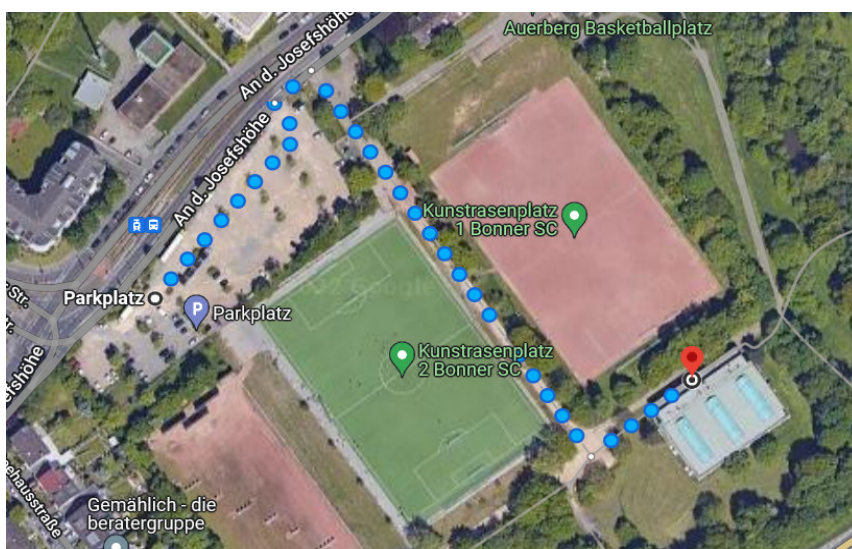 Auerberg Basketballplatz
An d. Josefshöhe
An d. Josefshöhe
Kunstrasenplatz
1 Bonner SC
Str.
Parkplatz
P
Parkplatz
Kunstrasenplatz
2 Bonner SC
Gemählich - die
beratergruppe